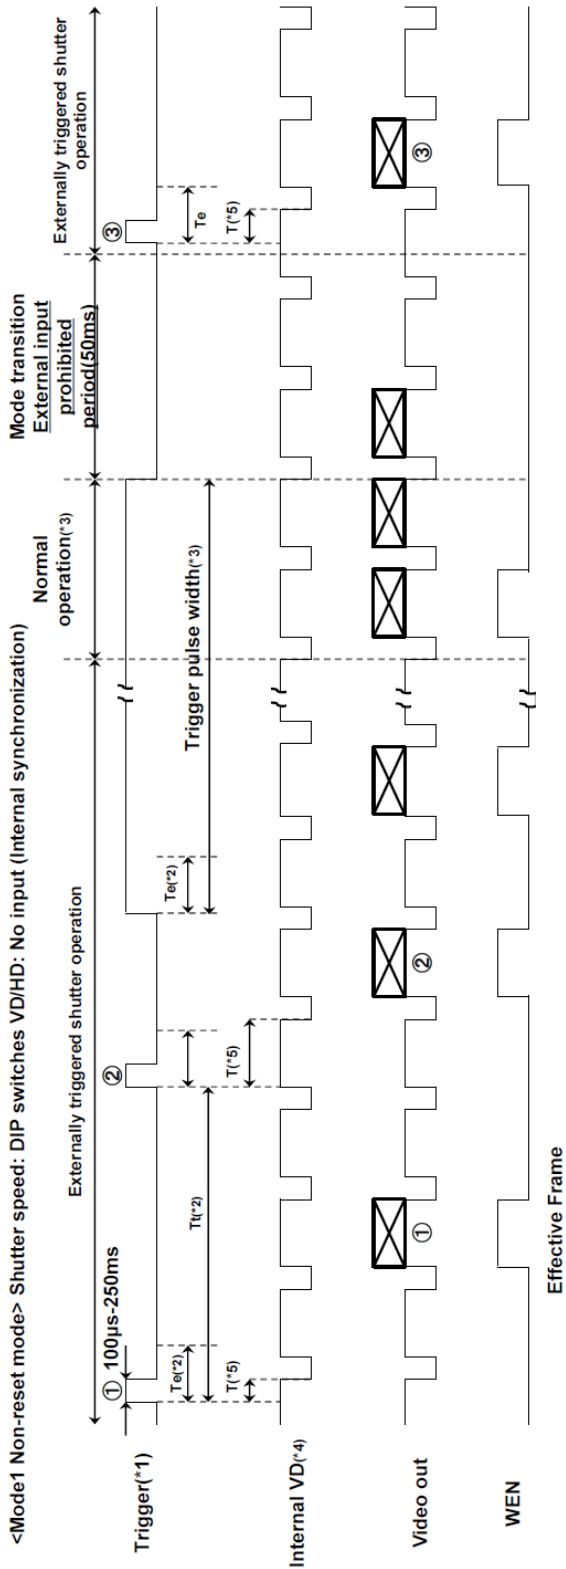 <Mode1 Non-reset mode> Shutter speed: DIP switches VD/HD: No input (Internal synchronization)
Externally triggered shutter operation
Normal
operation(*3)
Mode transition
External input
prohibited
period(50ms)
Externally triggered shutter
operation
Trigger(*1)
① 100μs-250ms
②
③
Te(*2)
Te(*2)
Te
Tt(*2)
Trigger pulse width(*3)
T(*5)
T(*5)
T(*5)
Internal VD(*4)
Video out
①
②
③
WEN
Effective Frame